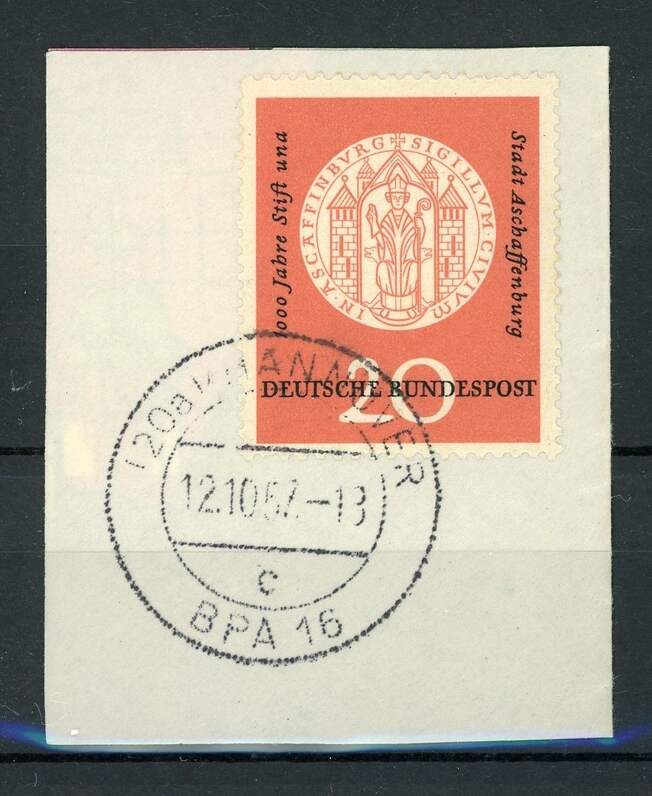 1000 Jahre Stift una
Stadt Aschaffenburg
✠ SIGILLVM · CIVIVM · IN · ASCAFFINBVRG
20
DEUTSCHE BUNDESPOST
(20a) HANNOVER
12.10.57.-18
c
BPA 16